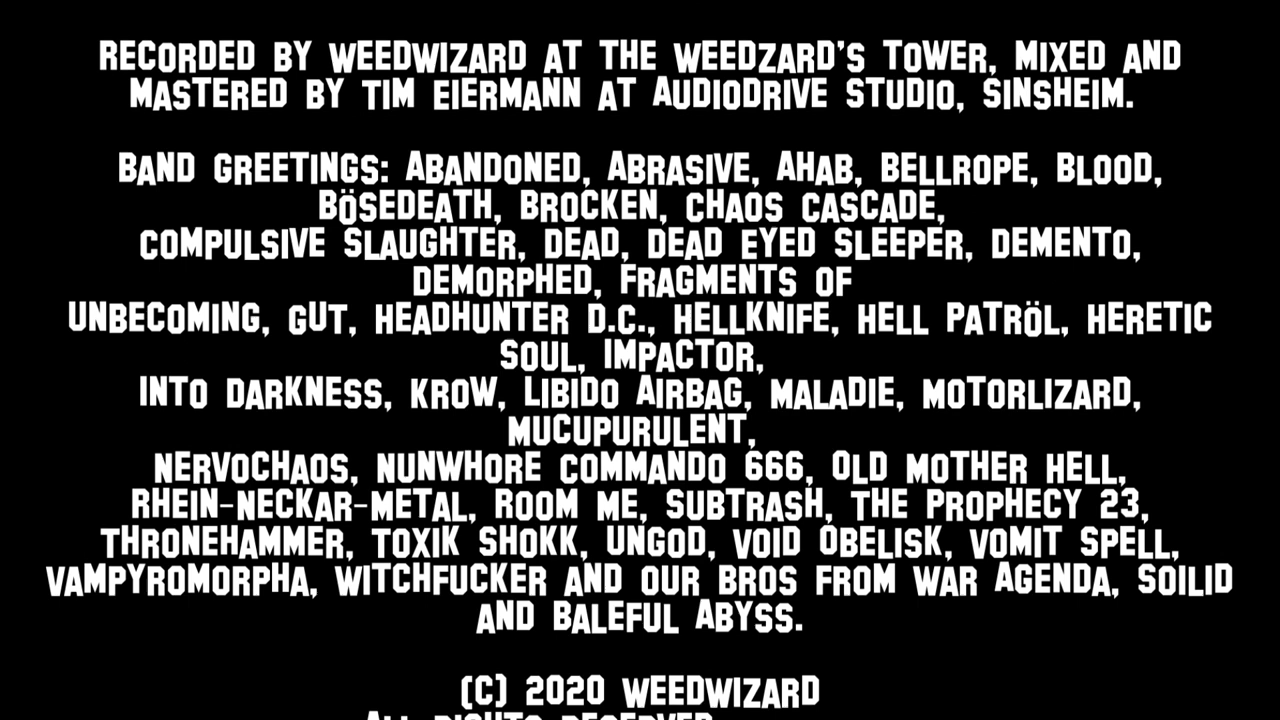 RECORDED BY WEEDWIZARD AT THE WEEDZARD'S TOWER, MIXED AND
MASTERED BY TIM EIERMANN AT AUDIODRIVE STUDIO, SINSHEIM.
BAND GREETINGS: ABANDONED, ABRASIVE, AHAB, BELLROPE, BLOOD,
BÖSEDEATH, BROCKEN, CHAOS CASCADE,
COMPULSIVE SLAUGHTER, DEAD, DEAD EYED SLEEPER, DEMENTO,
DEMORPHED, FRAGMENTS OF
UNBECOMING, GUT, HEADHUNTER D.C., HELLKNIFE, HELL PATRÖL, HERETIC
SOUL, IMPACTOR,
INTO DARKNESS, KROW, LIBIDO AIRBAG, MALADIE, MOTORLIZARD,
MUCUPURULENT,
NERVOCHAOS, NUNWHORE COMMANDO 666, OLD MOTHER HELL,
RHEIN-NECKAR-METAL, ROOM ME, SUBTRASH, THE PROPHECY 23,
THRONEHAMMER, TOXIK SHOKK, UNGOD, VOID OBELISK, VOMIT SPELL,
VAMPYROMORPHA, WITCHFUCKER AND OUR BROS FROM WAR AGENDA, SOILID
AND BALEFUL ABYSS.
(C) 2020 WEEDWIZARD
ALL RIGHTS RESERVED